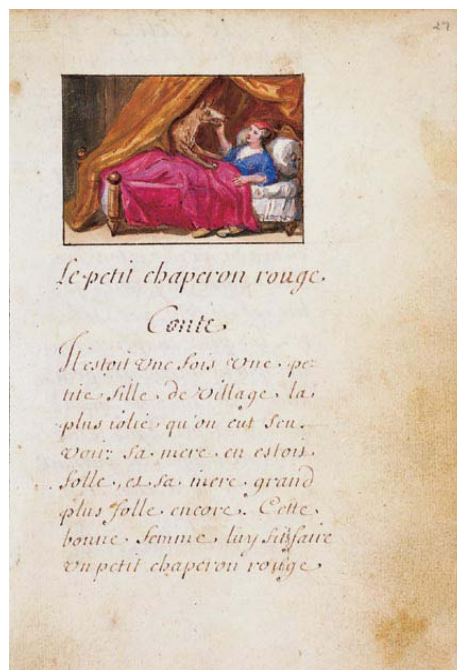 27
Le petit chaperon rouge
Conte
Il estoit une fois une pe-
tite fille de village la
plus iolie qu'on eut sceu
voir: sa mere en estoit
folle, et sa mere grand
plus folle encore. Cette
bonne femme luy fit faire
un petit chaperon rouge